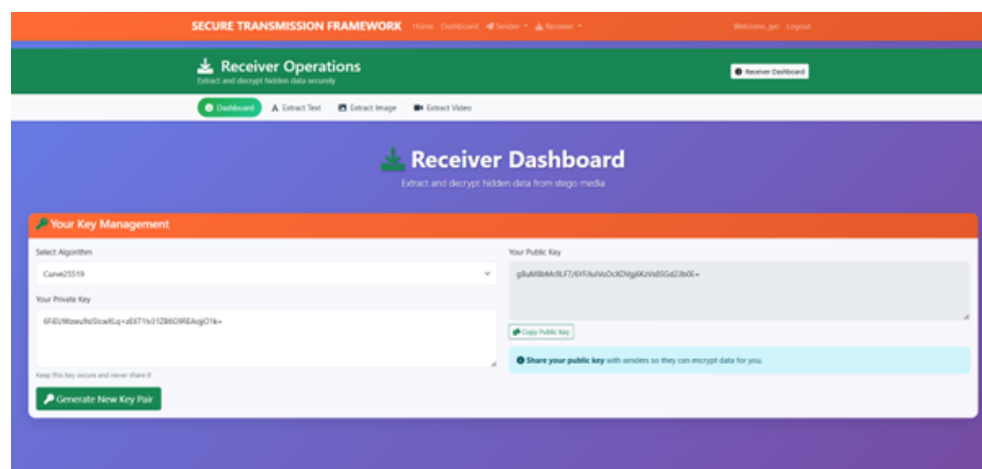 SECURE TRANSMISSION FRAMEWORK Home Dashboard Sender Receiver Welcome, Logout
Receiver Operations
Extract and decrypt hidden data securely
Receiver Dashboard
Dashboard Extract Text Extract Image Extract Video
Receiver Dashboard
Extract and decrypt hidden data from stego media
Your Key Management
Select Algorithm
Curve25519
Your Private Key
Keep this key secure and never share it
Generate New Key Pair
Your Public Key
Copy Public Key
Share your public key with senders so they can encrypt data for you.